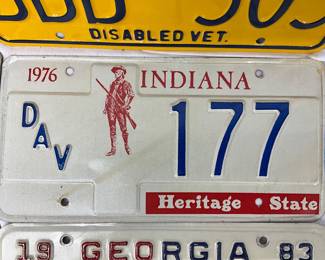 DISABLED VET.
1976 INDIANA
DAV 177
Heritage State
19 GEORGIA 83